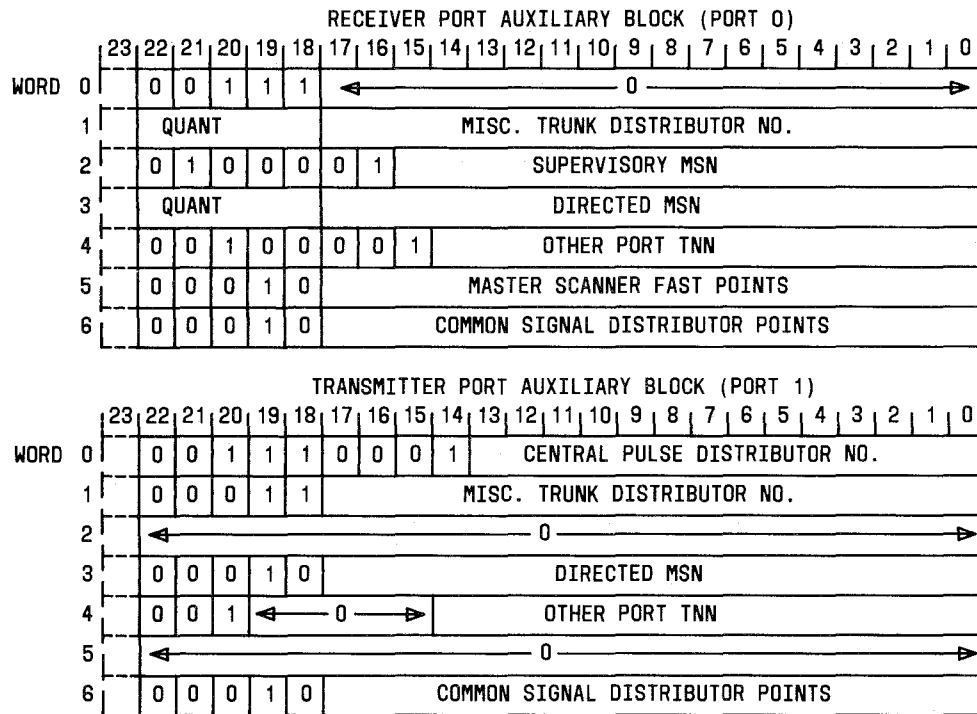 RECEIVER PORT AUXILIARY BLOCK (PORT 0)
23 22 21 20 19 18 17 16 15 14 13 12 11 10 9 8 7 6 5 4 3 2 1 0
WORD 0 0 0 1 1 1 0
1 QUANT MISC. TRUNK DISTRIBUTOR NO.
2 0 1 0 0 0 0 1 SUPERVISORY MSN
3 QUANT DIRECTED MSN
4 0 0 1 0 0 0 0 1 OTHER PORT TNN
5 0 0 0 1 0 MASTER SCANNER FAST POINTS
6 0 0 0 1 0 COMMON SIGNAL DISTRIBUTOR POINTS
TRANSMITTER PORT AUXILIARY BLOCK (PORT 1)
23 22 21 20 19 18 17 16 15 14 13 12 11 10 9 8 7 6 5 4 3 2 1 0
WORD 0 0 0 1 1 1 0 0 0 1 CENTRAL PULSE DISTRIBUTOR NO.
1 0 0 0 1 1 MISC. TRUNK DISTRIBUTOR NO.
2 0
3 0 0 0 1 0 DIRECTED MSN
4 0 0 1 0 OTHER PORT TNN
5 0
6 0 0 0 1 0 COMMON SIGNAL DISTRIBUTOR POINTS